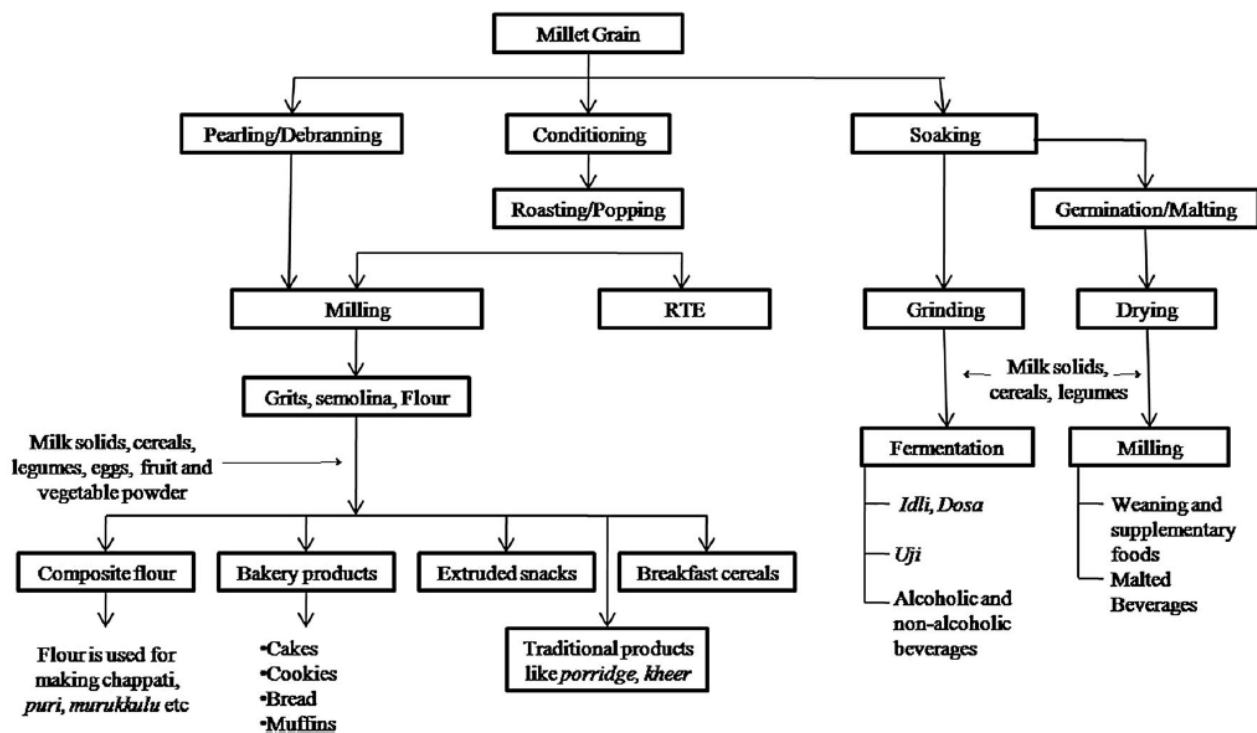 Millet Grain
Pearling/Debranning
Conditioning
Soaking
Roasting/Popping
Germination/Malting
Milling
RTE
Grinding
Drying
Milk solids,
cereals, legumes
Grits, semolina, Flour
Milk solids, cereals,
legumes, eggs, fruit and
vegetable powder
Fermentation
Milling
Idli, Dosa
Uji
Alcoholic and
non-alcoholic
beverages
Weaning and
supplementary
foods
Malted
Beverages
Composite flour
Bakery products
Extruded snacks
Breakfast cereals
Flour is used for
making chappati,
puri, murukkulu etc
•Cakes
•Cookies
•Bread
•Muffins
Traditional products
like porridge, kheer